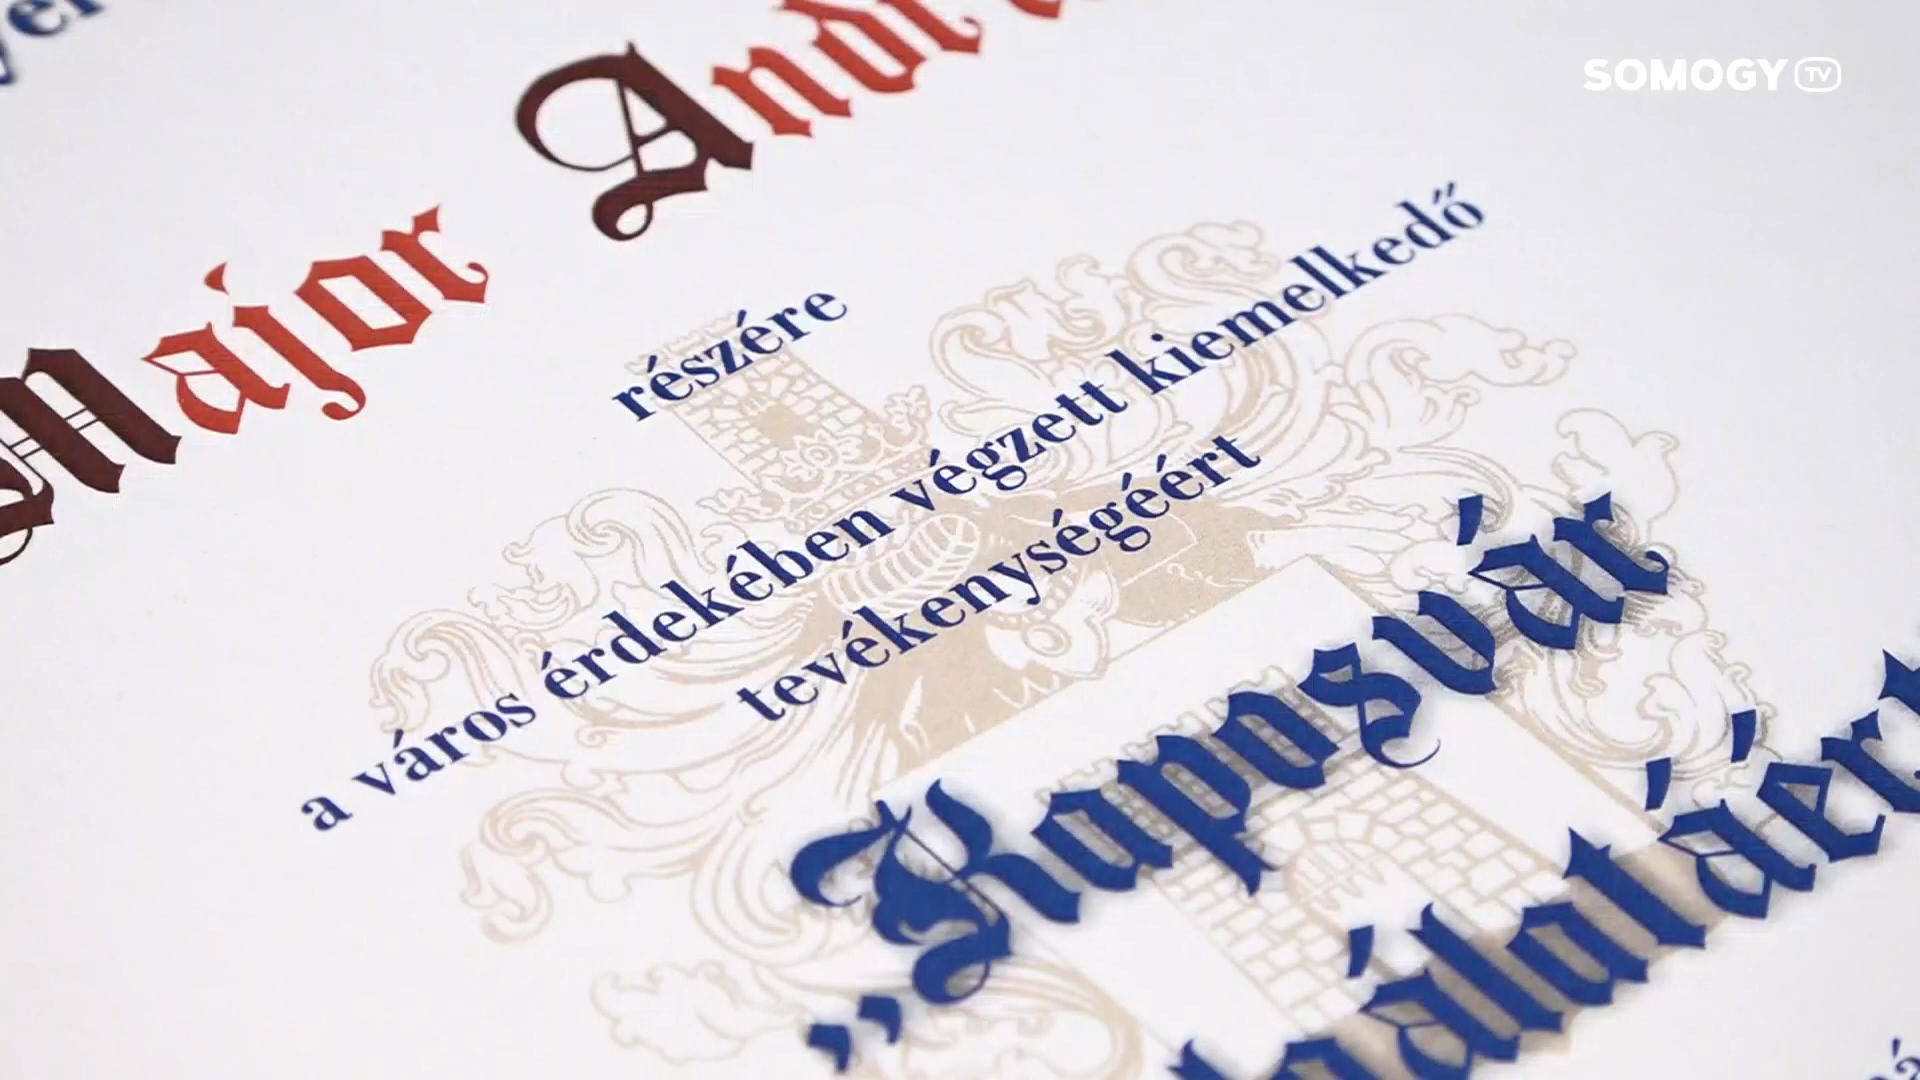 SOMOGY TV
Major
részére
a város érdekében végzett kiemelkedő
tevékenységéért
”Kaposvár